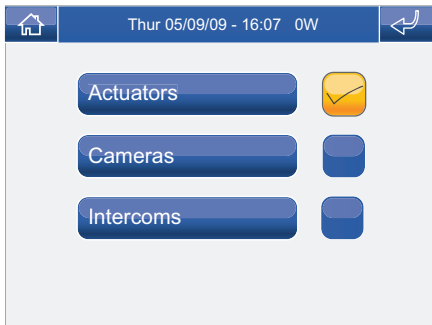 Thur 05/09/09 - 16:07 0W
Actuators
Cameras
Intercoms